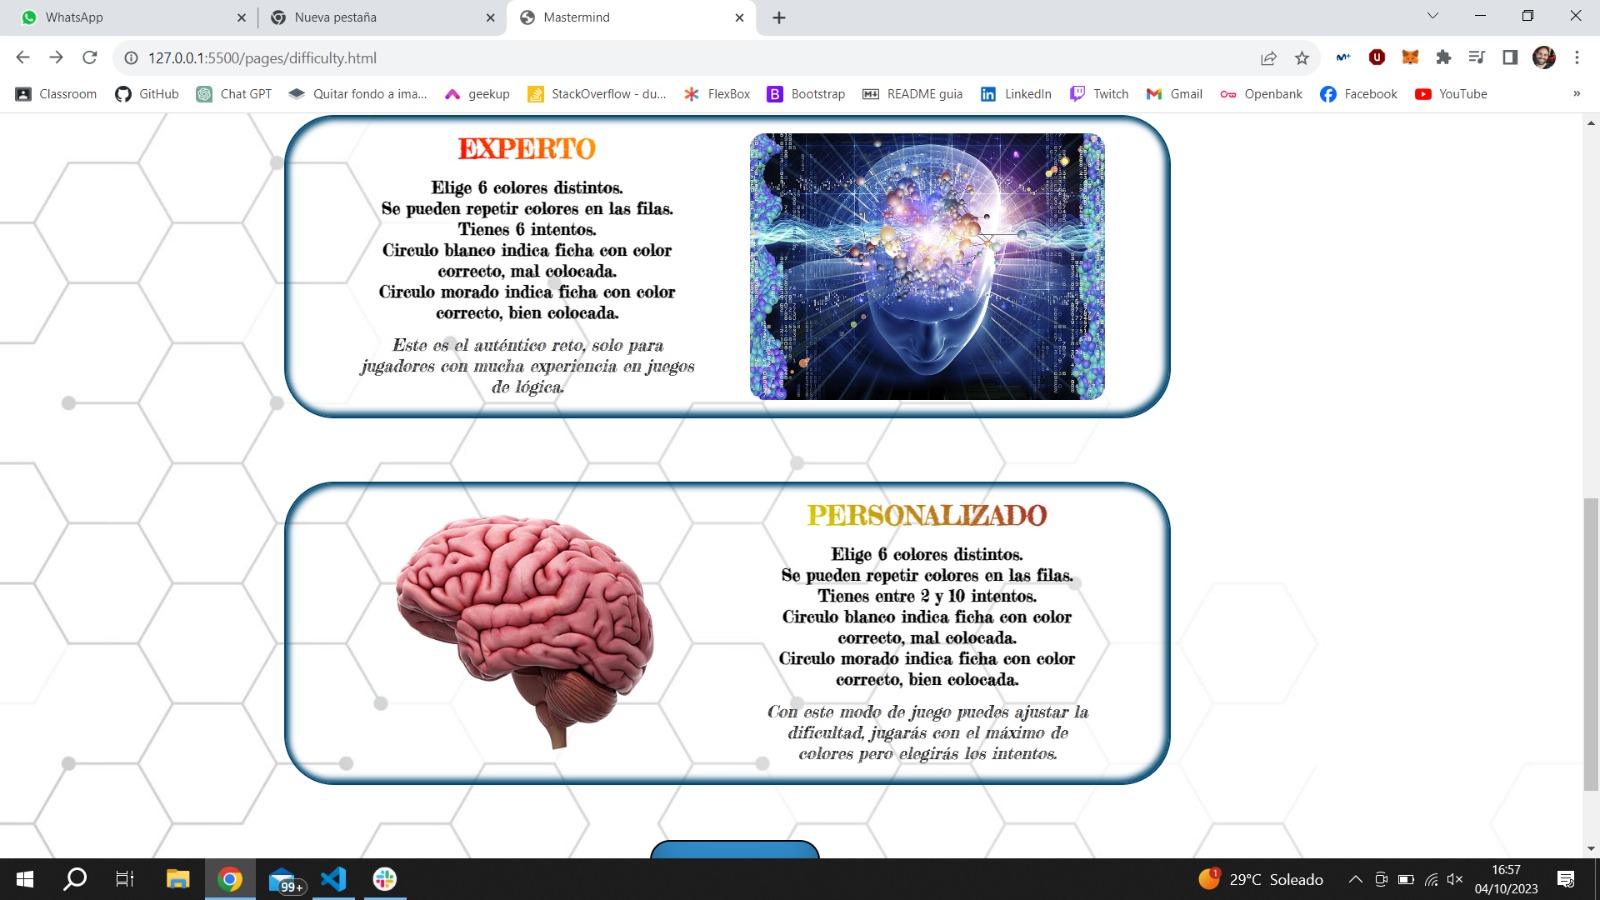 WhatsApp
Nueva pestaña
Mastermind
127.0.0.1:5500/pages/difficulty.html
Classroom
GitHub
Chat GPT
Quitar fondo a ima...
geekup
StackOverflow - du...
FlexBox
Bootstrap
README guia
LinkedIn
Twitch
Gmail
Openbank
Facebook
YouTube
»
EXPERTO
Elige 6 colores distintos.
Se pueden repetir colores en las filas.
Tienes 6 intentos.
Circulo blanco indica ficha con color
correcto, mal colocada.
Circulo morado indica ficha con color
correcto, bien colocada.
Este es el auténtico reto, solo para
jugadores con mucha experiencia en juegos
de lógica.
PERSONALIZADO
Elige 6 colores distintos.
Se pueden repetir colores en las filas.
Tienes entre 2 y 10 intentos.
Circulo blanco indica ficha con color
correcto, mal colocada.
Circulo morado indica ficha con color
correcto, bien colocada.
Con este modo de juego puedes ajustar la
dificultad, jugarás con el máximo de
colores pero elegirás los intentos.
99+
1
29°C Soleado
16:57
04/10/2023